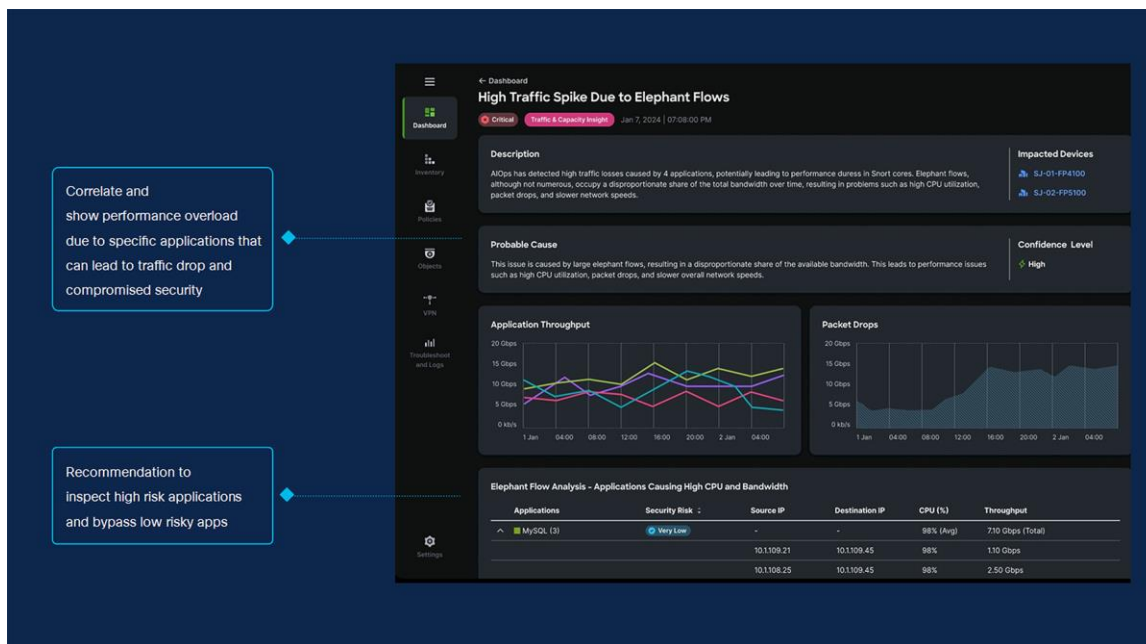 Correlate and
show performance overload
due to specific applications that
can lead to traffic drop and
compromised security
Recommendation to
inspect high risk applications
and bypass low risky apps
Dashboard
Inventory
Policies
Objects
VPN
Troubleshoot
and Logs
Settings
← Dashboard
High Traffic Spike Due to Elephant Flows
Critical Traffic & Capacity Insight Jan 7, 2024 | 07:08:00 PM
Description
AIOps has detected high traffic losses caused by 4 applications, potentially leading to performance duress in Snort cores. Elephant flows,
although not numerous, occupy a disproportionate share of the total bandwidth over time, resulting in problems such as high CPU utilization,
packet drops, and slower network speeds.
Impacted Devices
SJ-01-FP4100
SJ-02-FP5100
Probable Cause
This issue is caused by large elephant flows, resulting in a disproportionate share of the available bandwidth. This leads to performance issues
such as high CPU utilization, packet drops, and slower overall network speeds.
Confidence Level
High
Application Throughput
20 Gbps
15 Gbps
10 Gbps
5 Gbps
0 kb/s
1 Jan 04:00 08:00 12:00 16:00 20:00 2 Jan 04:00
Packet Drops
20 Gbps
15 Gbps
10 Gbps
5 Gbps
0 kb/s
1 Jan 04:00 08:00 12:00 16:00 20:00 2 Jan 04:00
Elephant Flow Analysis - Applications Causing High CPU and Bandwidth
Applications Security Risk Source IP Destination IP CPU (%) Throughput
MySQL (3) Very Low - - 98% (Avg) 7.10 Gbps (Total)
10.1.109.21 10.1.109.45 98% 1.10 Gbps
10.1.108.25 10.1.109.45 98% 2.50 Gbps